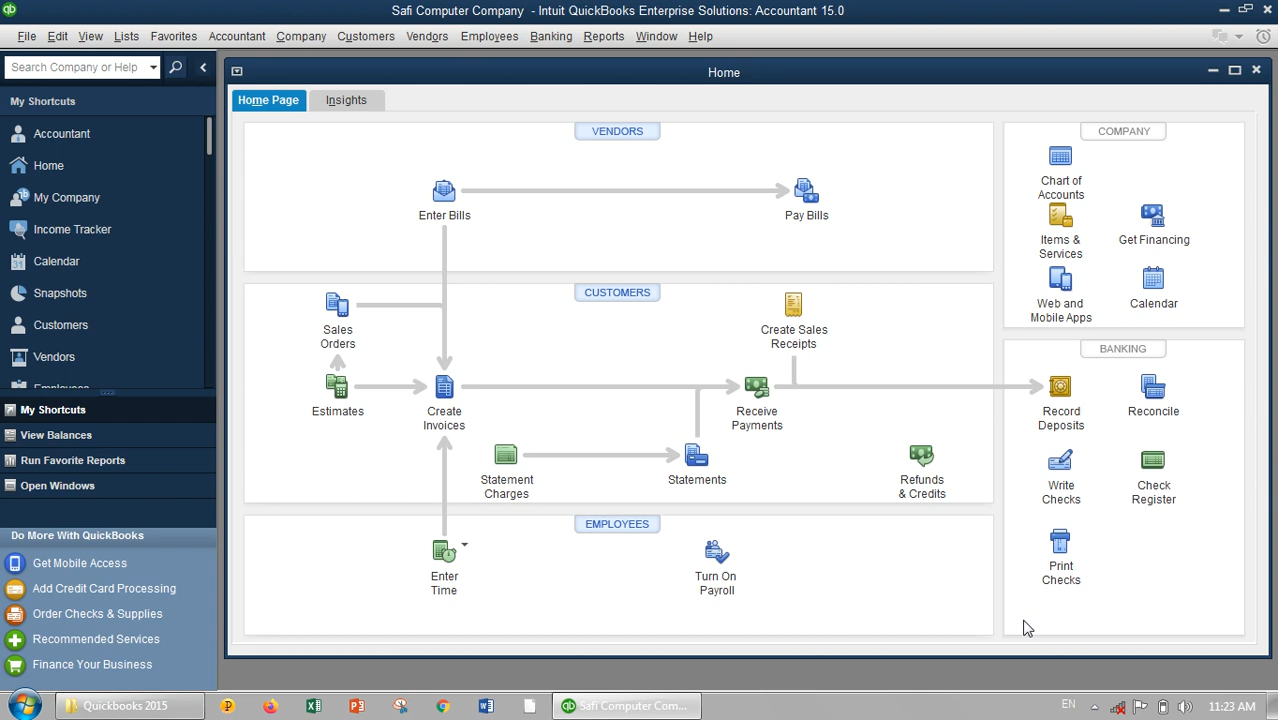 qb
Safi Computer Company - Intuit QuickBooks Enterprise Solutions: Accountant 15.0
File Edit View Lists Favorites Accountant Company Customers Vendors Employees Banking Reports Window Help
Search Company or Help
My Shortcuts
Accountant
Home
My Company
Income Tracker
Calendar
Snapshots
Customers
Vendors
Employees
My Shortcuts
View Balances
Run Favorite Reports
Open Windows
Do More With QuickBooks
Get Mobile Access
Add Credit Card Processing
Order Checks & Supplies
Recommended Services
Finance Your Business
Home
Home Page Insights
VENDORS
Enter Bills
Pay Bills
CUSTOMERS
Sales
Orders
Create Sales
Receipts
Estimates
Create
Invoices
Receive
Payments
Statement
Charges
Statements
Refunds
& Credits
EMPLOYEES
Enter
Time
Turn On
Payroll
COMPANY
Chart of
Accounts
Items &
Services
Get Financing
Web and
Mobile Apps
Calendar
BANKING
Record
Deposits
Reconcile
Write
Checks
Check
Register
Print
Checks
Quickbooks 2015
Safi Computer Com...
EN
11:23 AM